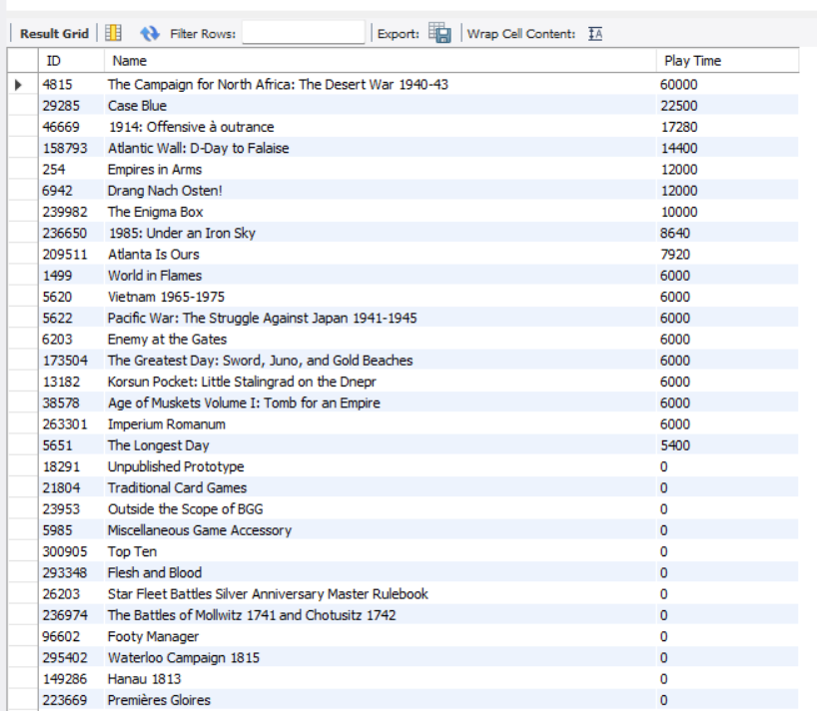 Result Grid Filter Rows: Export: Wrap Cell Content: IA
ID Name Play Time
4815 The Campaign for North Africa: The Desert War 1940-43 60000
29285 Case Blue 22500
46669 1914: Offensive à outrance 17280
158793 Atlantic Wall: D-Day to Falaise 14400
254 Empires in Arms 12000
6942 Drang Nach Osten! 12000
239982 The Enigma Box 10000
236650 1985: Under an Iron Sky 8640
209511 Atlanta Is Ours 7920
1499 World in Flames 6000
5620 Vietnam 1965-1975 6000
5622 Pacific War: The Struggle Against Japan 1941-1945 6000
6203 Enemy at the Gates 6000
173504 The Greatest Day: Sword, Juno, and Gold Beaches 6000
13182 Korsun Pocket: Little Stalingrad on the Dnepr 6000
38578 Age of Muskets Volume I: Tomb for an Empire 6000
263301 Imperium Romanum 6000
5651 The Longest Day 5400
18291 Unpublished Prototype 0
21804 Traditional Card Games 0
23953 Outside the Scope of BGG 0
5985 Miscellaneous Game Accessory 0
300905 Top Ten 0
293348 Flesh and Blood 0
26203 Star Fleet Battles Silver Anniversary Master Rulebook 0
236974 The Battles of Mollwitz 1741 and Chotusitz 1742 0
96602 Footy Manager 0
295402 Waterloo Campaign 1815 0
149286 Hanau 1813 0
223669 Premières Gloires 0